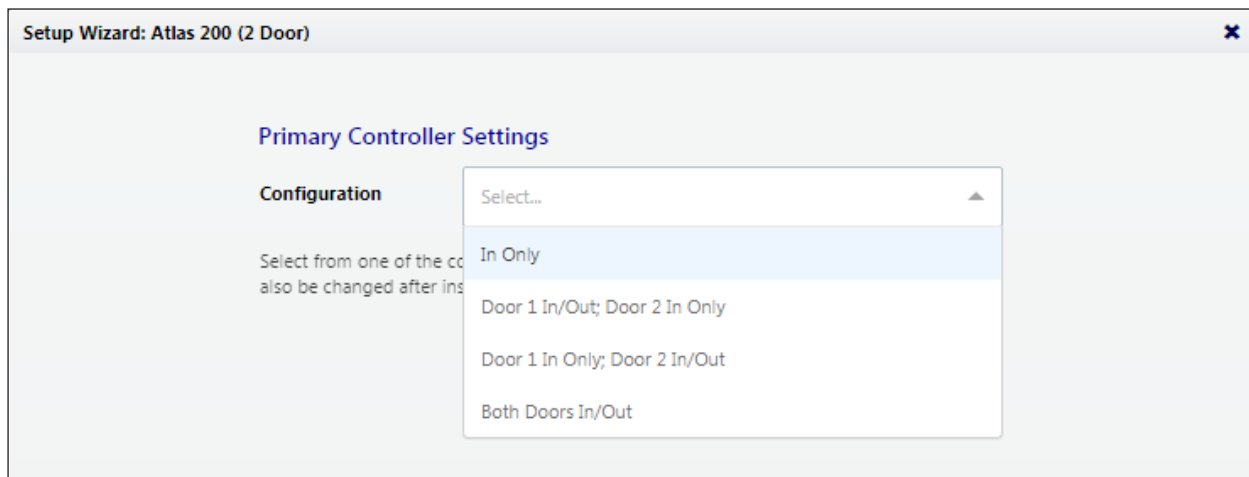 Setup Wizard: Atlas 200 (2 Door)
Primary Controller Settings
Configuration
Select...
In Only
Select from one of the
also be changed after
Door 1 In/Out; Door 2 In Only
Door 1 In Only; Door 2 In/Out
Both Doors In/Out